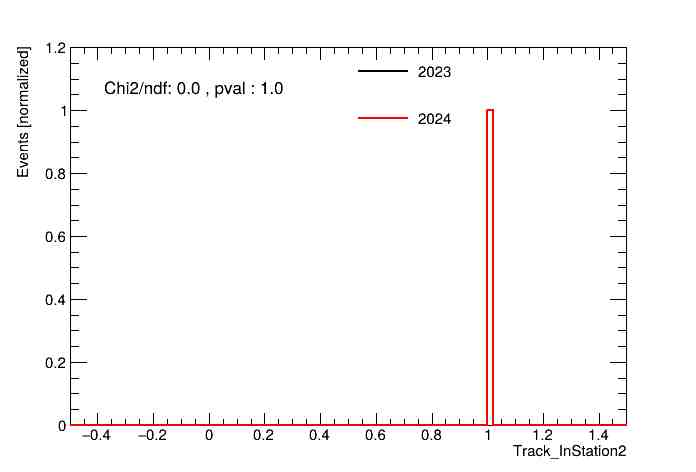 Events [normalized]
1.2
1
0.8
0.6
0.4
0.2
0
Chi2/ndf: 0.0 , pval : 1.0
2023
2024
−0.4 −0.2 0 0.2 0.4 0.6 0.8 1 1.2 1.4
Track_InStation2